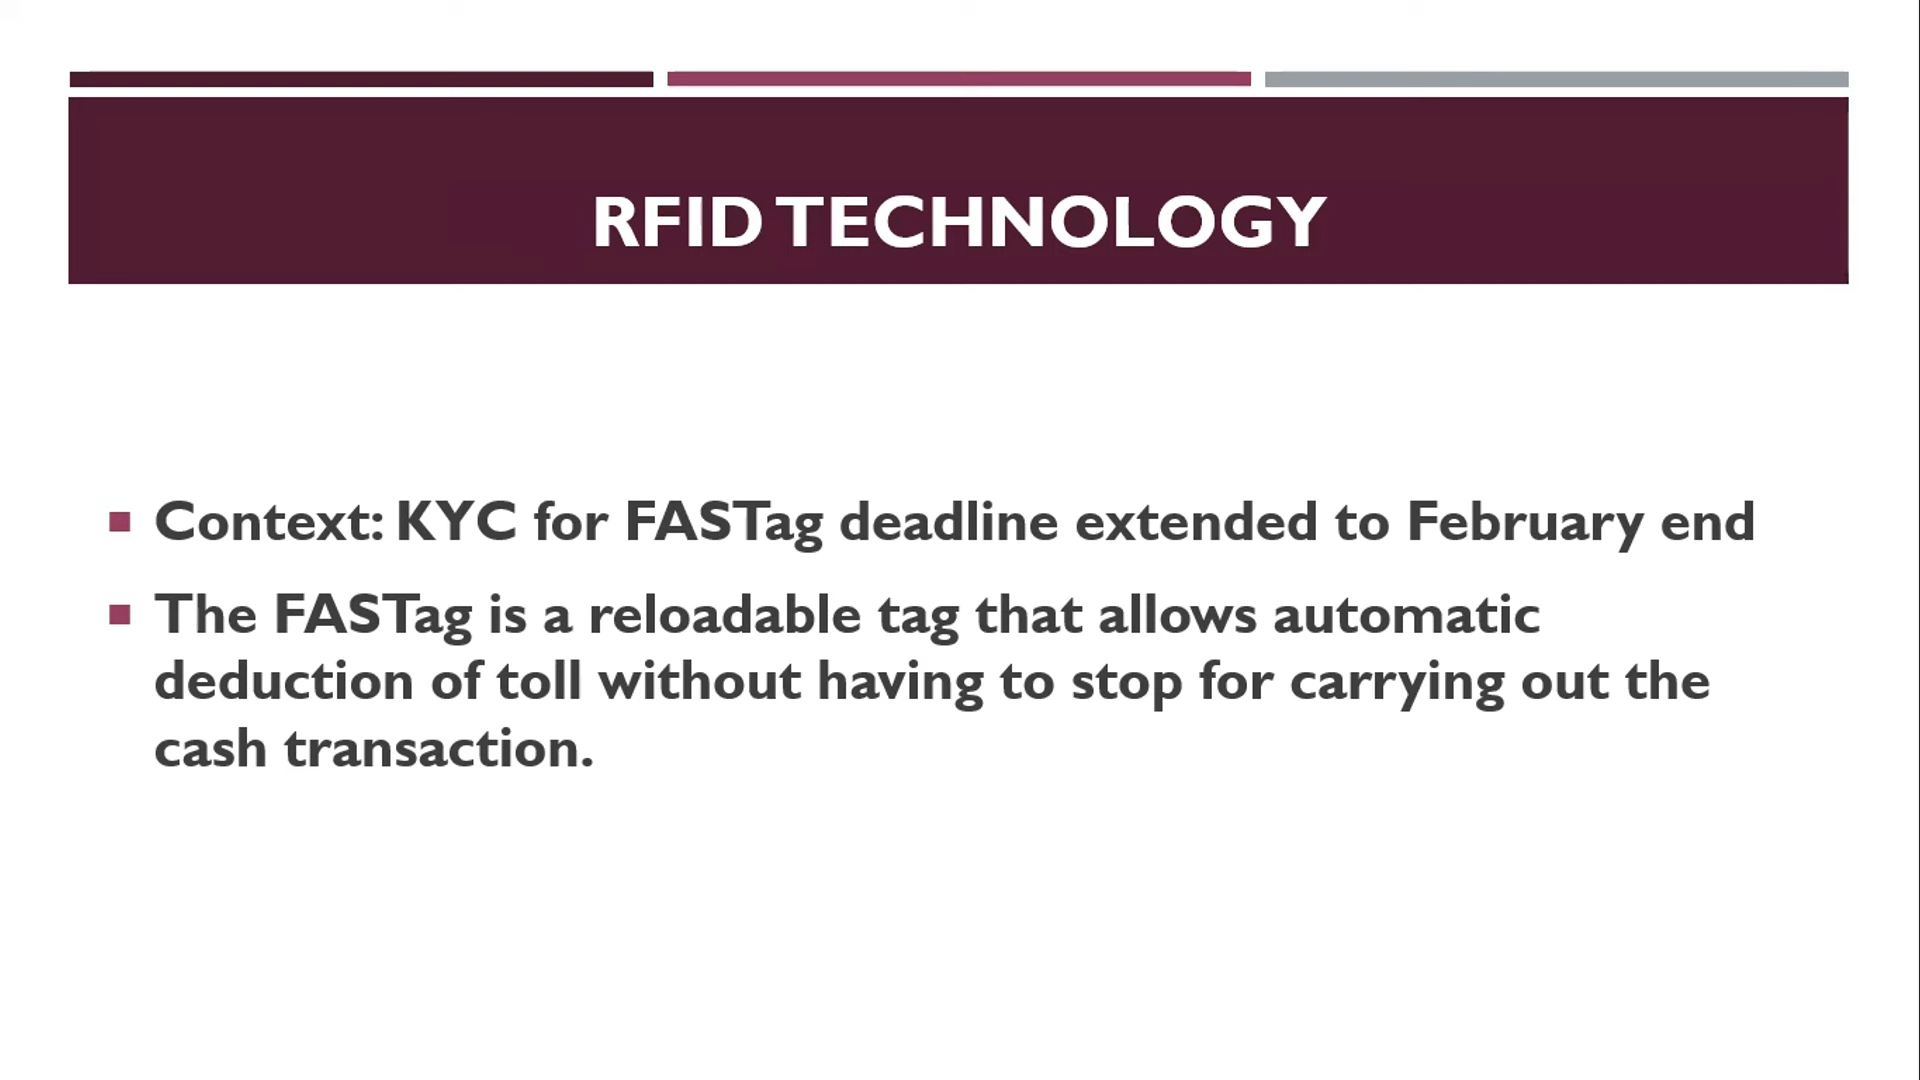 RFID TECHNOLOGY
Context: KYC for FASTag deadline extended to February end
The FASTag is a reloadable tag that allows automatic
deduction of toll without having to stop for carrying out the
cash transaction.